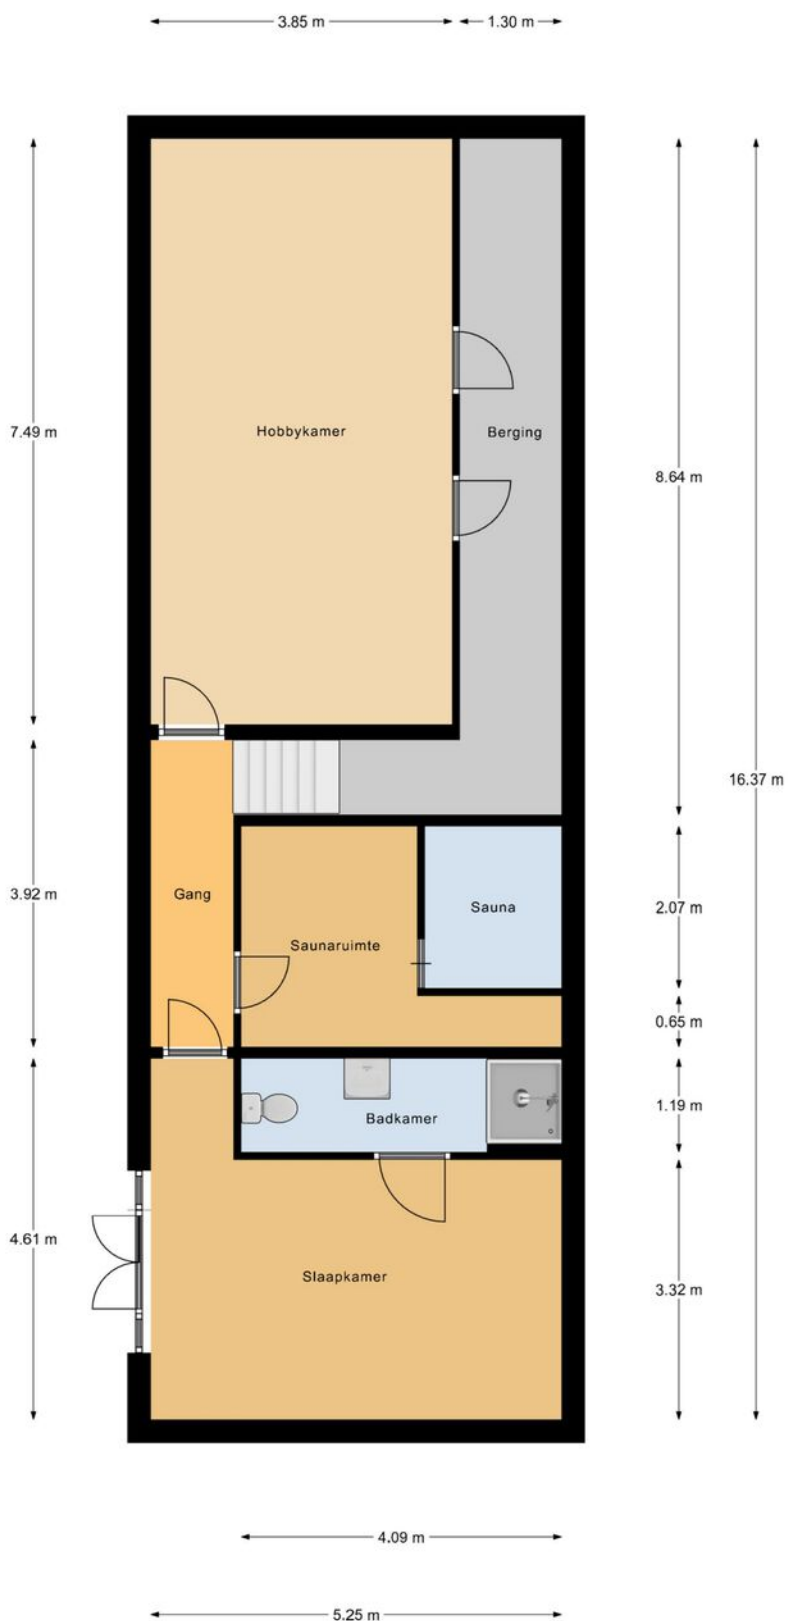 3.85 m
1.30 m
7.49 m
Hobbykamer
Berging
8.64 m
16.37 m
3.92 m
Gang
Saunaruimte
Sauna
2.07 m
0.65 m
Badkamer
1.19 m
4.61 m
Slaapkamer
3.32 m
4.09 m
5.25 m